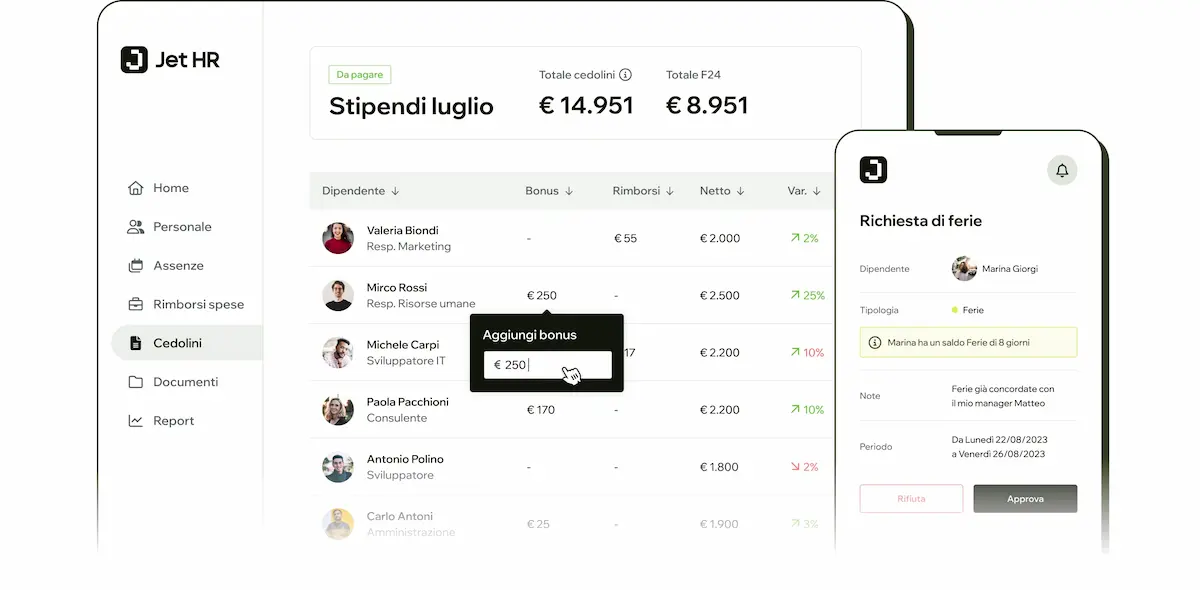 Jet HR
Home
Personale
Assenze
Rimborsi spese
Cedolini
Documenti
Report
Da pagare
Stipendi luglio
Totale cedolini
€ 14.951
Totale F24
€ 8.951
Dipendente Bonus Rimborsi Netto Var.
Valeria Biondi
Resp. Marketing
- € 55 € 2.000 2%
Mirco Rossi
Resp. Risorse umane
€ 250 - € 2.500 25%
Aggiungi bonus
€ 250
Michele Carpi
Sviluppatore IT
17 € 2.200 10%
Paola Pacchioni
Consulente
€ 170 - € 2.200 10%
Antonio Polino
Sviluppatore
- - € 1.800 2%
Carlo Antoni
Amministrazione
€ 25 - € 1.900 3%
Richiesta di ferie
Dipendente Marina Giorgi
Tipologia Ferie
Marina ha un saldo Ferie di 8 giorni
Note
Ferie già concordate con
il mio manager Matteo
Periodo
Da Lunedì 22/08/2023
a Venerdì 26/08/2023
Rifiuta Approva